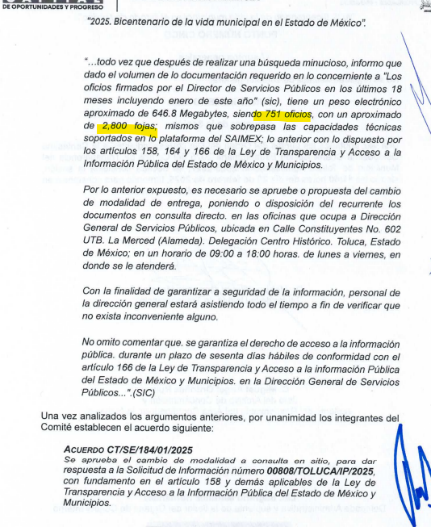 DE OPORTUNIDADES Y PROGRESO
"2025. Bicentenario de la vida municipal en el Estado de México".
"…todo vez que después de realizar una búsqueda minucioso, informo que
dado el volumen de lo documentación requerido en lo concerniente a "Los
oficios firmados por el Director de Servicios Públicos en los últimos 18
meses incluyendo enero de este año" (sic), tiene un peso electrónico
aproximado de 646.8 Megabytes, siendo 751 oficios, con un aproximado
de 2,800 fojas; mismos que sobrepasa las capacidades técnicas
soportados en lo plataforma del SAIMEX; lo anterior con lo dispuesto por
los artículos 158, 164 y 166 de la Ley de Transparencia y Acceso a la
Información Pública del Estado de México y Municipios.
Por lo anterior expuesto, es necesario se apruebe o propuesta del cambio
de modalidad de entrega, poniendo o disposición del recurrente los
documentos en consulta directo. en las oficinas que ocupa a Dirección
General de Servicios Públicos, ubicada en Calle Constituyentes No. 602
UTB. La Merced (Alameda). Delegación Centro Histórico. Toluca, Estado
de México; en un horario de 09:00 a 18:00 horas. de lunes a viernes, en
donde se le atenderá.
Con la finalidad de garantizar a seguridad de la información, personal de
la dirección general estará asistiendo todo el tiempo a fin de verificar que
no exista inconveniente alguno.
No omito comentar que. se garantiza el derecho de acceso a la información
pública. durante un plazo de sesenta días hábiles de conformidad con el
artículo 166 de la Ley de Transparencia y Acceso a la información Pública
del Estado de México y Municipios. en la Dirección General de Servicios
Públicos...".(SIC)
Una vez analizados los argumentos anteriores, por unanimidad los integrantes del
Comité establecen el acuerdo siguiente:
ACUERDO CT/SE/184/01/2025
Se aprueba el cambio de modalidad a consulta en sitio, para dar
respuesta a la Solicitud de Información número 00808/TOLUCA/IP/2025,
con fundamento en el artículo 158 y demás aplicables de la Ley de
Transparencia y Acceso a la Información Pública del Estado de México y
Municipios.